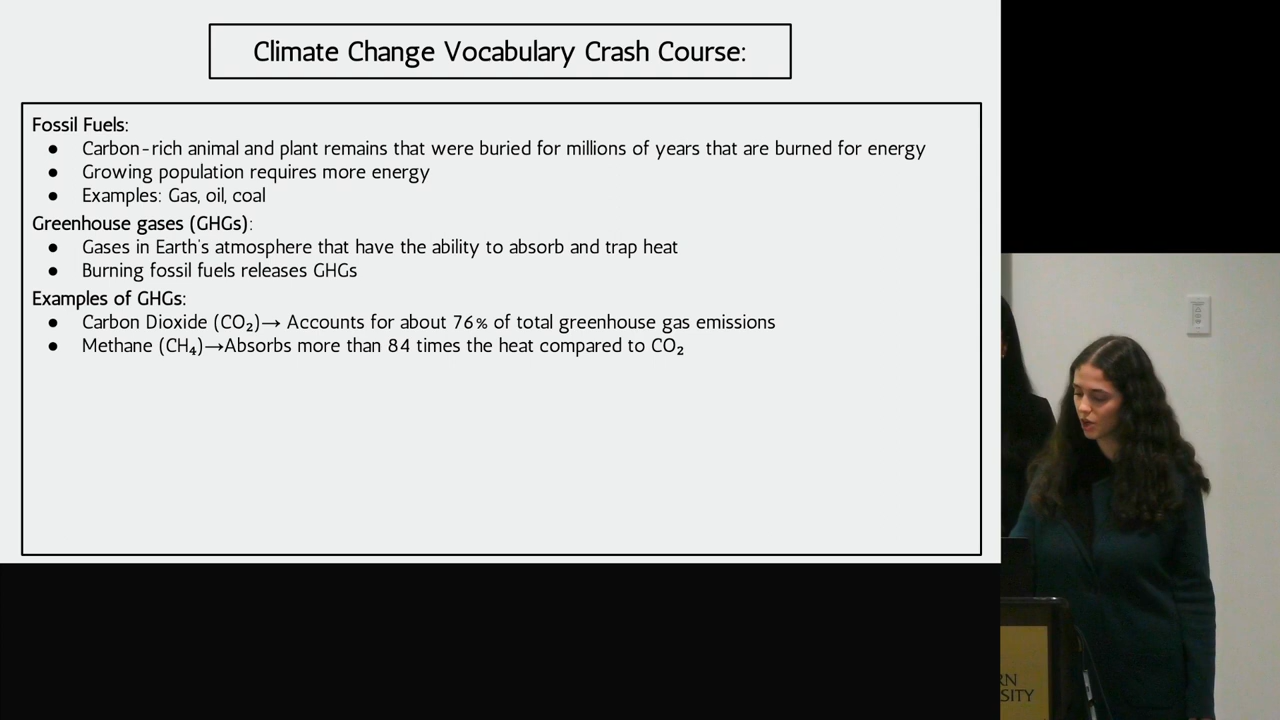 Climate Change Vocabulary Crash Course:
Fossil Fuels:
● Carbon-rich animal and plant remains that were buried for millions of years that are burned for energy
● Growing population requires more energy
● Examples: Gas, oil, coal
Greenhouse gases (GHGs):
● Gases in Earth's atmosphere that have the ability to absorb and trap heat
● Burning fossil fuels releases GHGs
Examples of GHGs:
● Carbon Dioxide (CO₂)→ Accounts for about 76% of total greenhouse gas emissions
● Methane (CH₄)→Absorbs more than 84 times the heat compared to CO₂
RN
SITY